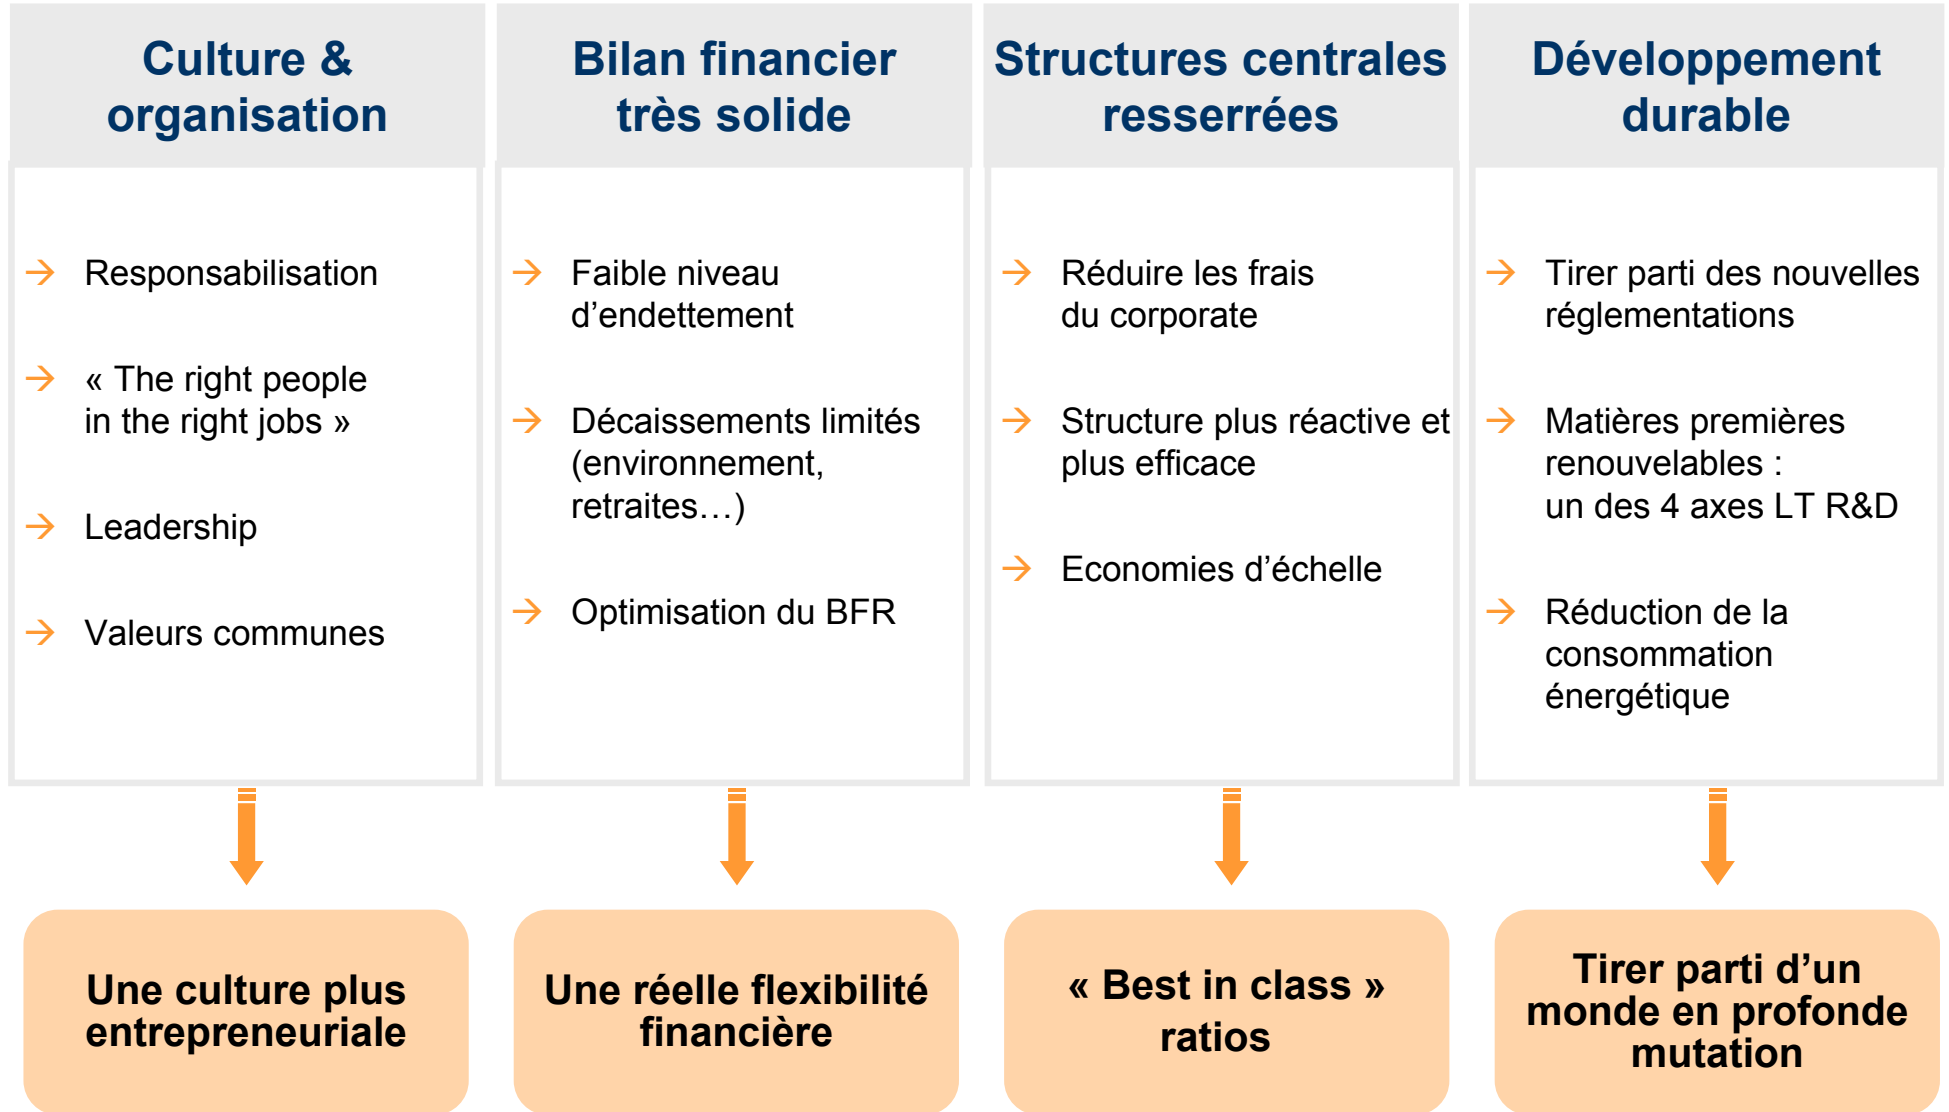 Culture &
organisation
Responsabilisation
« The right people
in the right jobs »
Leadership
Valeurs communes
Une culture plus
entrepreneuriale
Bilan financier
très solide
Faible niveau
d’endettement
Décaissements limités
(environnement,
retraites…)
Optimisation du BFR
Une réelle flexibilité
financière
Structures centrales
resserrées
Réduire les frais
du corporate
Structure plus réactive et
plus efficace
Economies d’échelle
« Best in class »
ratios
Développement
durable
Tirer parti des nouvelles
réglementations
Matières premières
renouvelables :
un des 4 axes LT R&D
Réduction de la
consommation
énergétique
Tirer parti d’un
monde en profonde
mutation